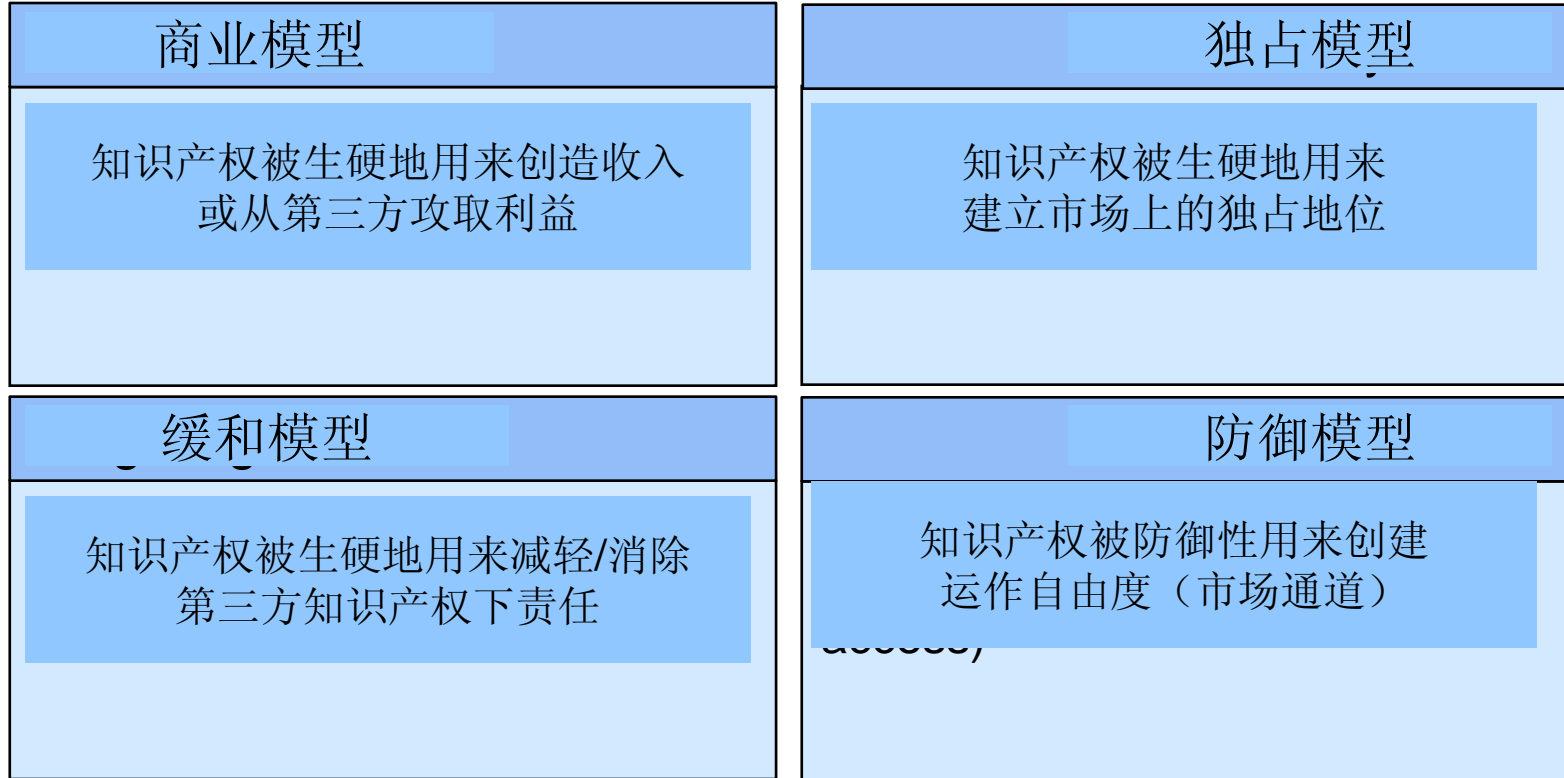 商业模型
知识产权被生硬地用来创造收入
或从第三方攻取利益
独占模型
知识产权被生硬地用来
建立市场上的独占地位
缓和模型
知识产权被生硬地用来减轻/消除
第三方知识产权下责任
防御模型
知识产权被防御性用来创建
运作自由度（市场通道）